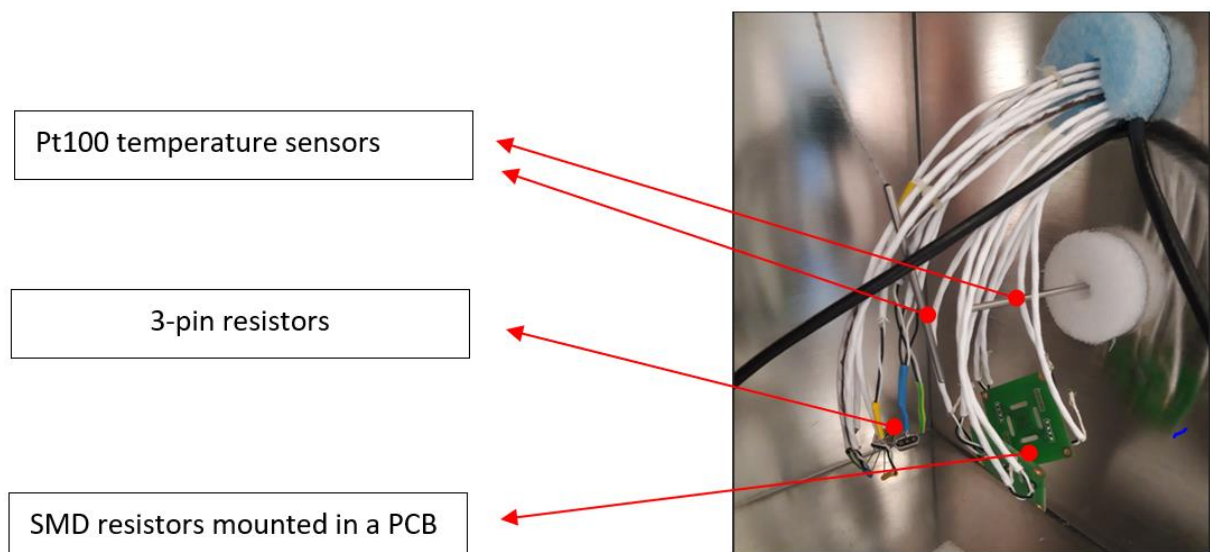 Pt100 temperature sensors
3-pin resistors
SMD resistors mounted in a PCB